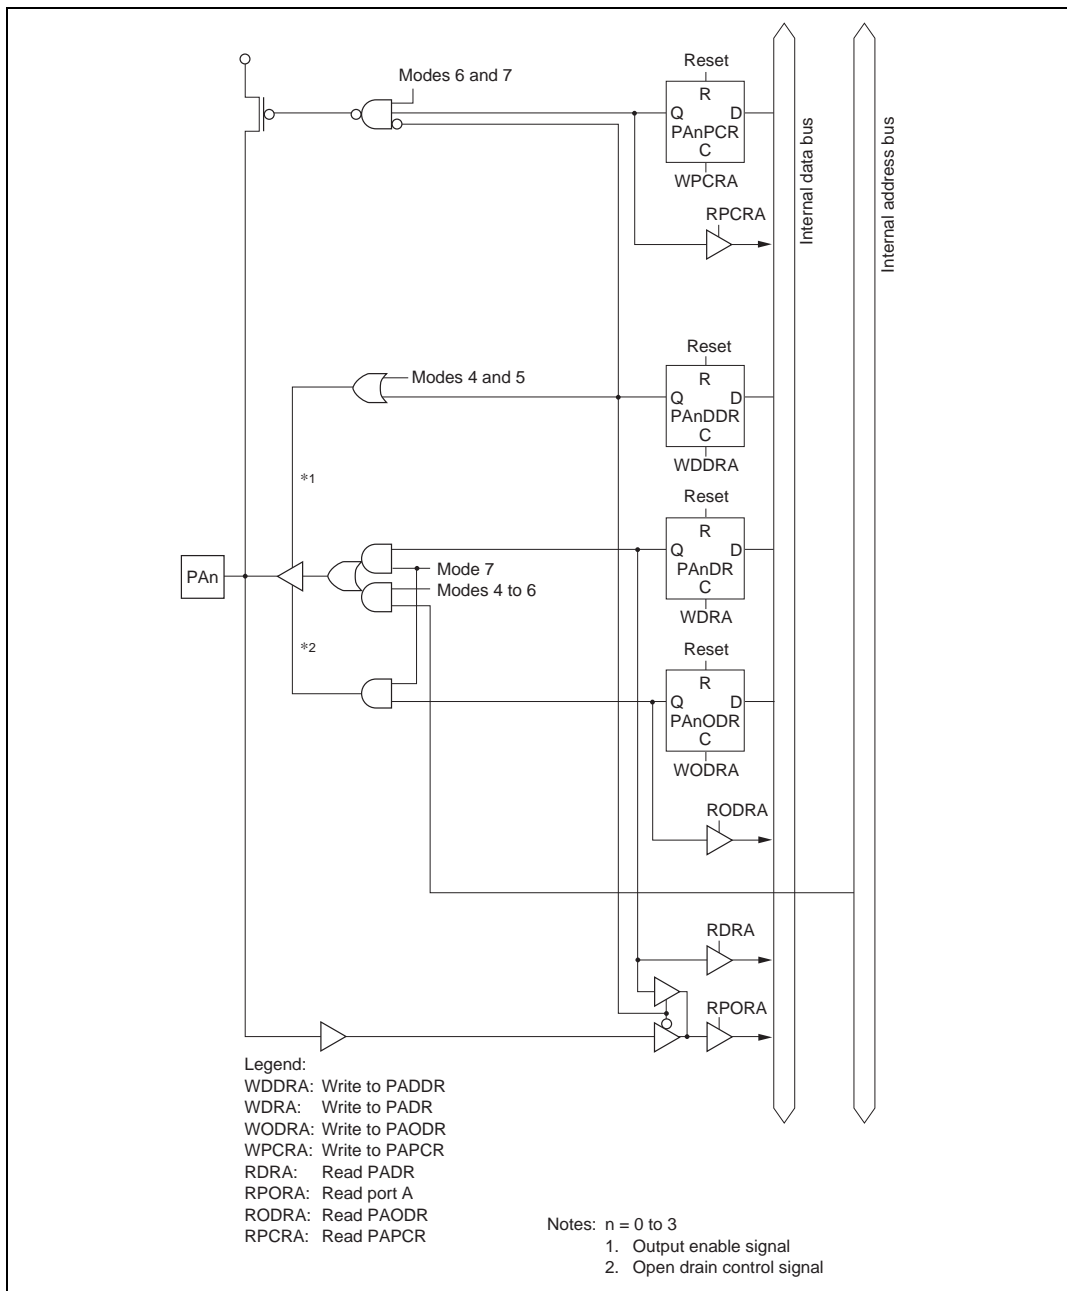 Reset
Modes 6 and 7
R
Q D
PAnPCR
C
WPCRA
RPCRA
Internal data bus
Internal address bus
Reset
Modes 4 and 5
R
Q D
PAnDDR
C
WDDRA
*1
Reset
R
Q D
PAnDR
C
WDRA
PAn
Mode 7
Modes 4 to 6
*2
Reset
R
Q D
PAnODR
C
WODRA
RODRA
RDRA
RPORA
Legend:
WDDRA: Write to PADDR
WDRA: Write to PADR
WODRA: Write to PAODR
WPCRA: Write to PAPCR
RDRA: Read PADR
RPORA: Read port A
RODRA: Read PAODR
RPCRA: Read PAPCR
Notes: n = 0 to 3
1. Output enable signal
2. Open drain control signal